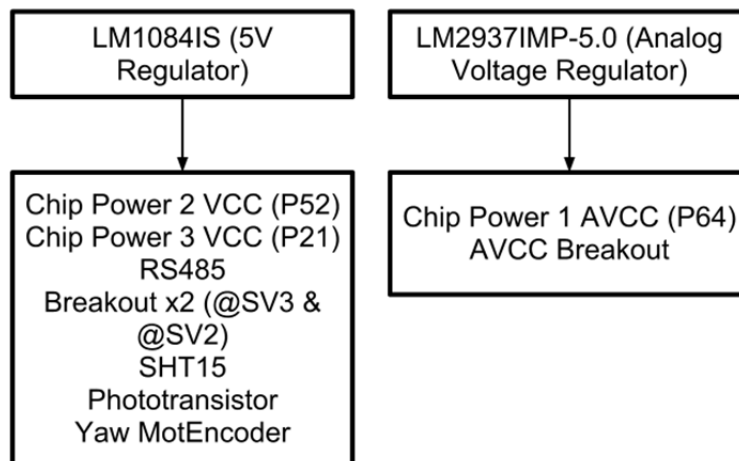 LM1084IS (5V
Regulator)
LM2937IMP-5.0 (Analog
Voltage Regulator)
Chip Power 2 VCC (P52)
Chip Power 3 VCC (P21)
RS485
Breakout x2 (@SV3 &
@SV2)
SHT15
Phototransistor
Yaw MotEncoder
Chip Power 1 AVCC (P64)
AVCC Breakout